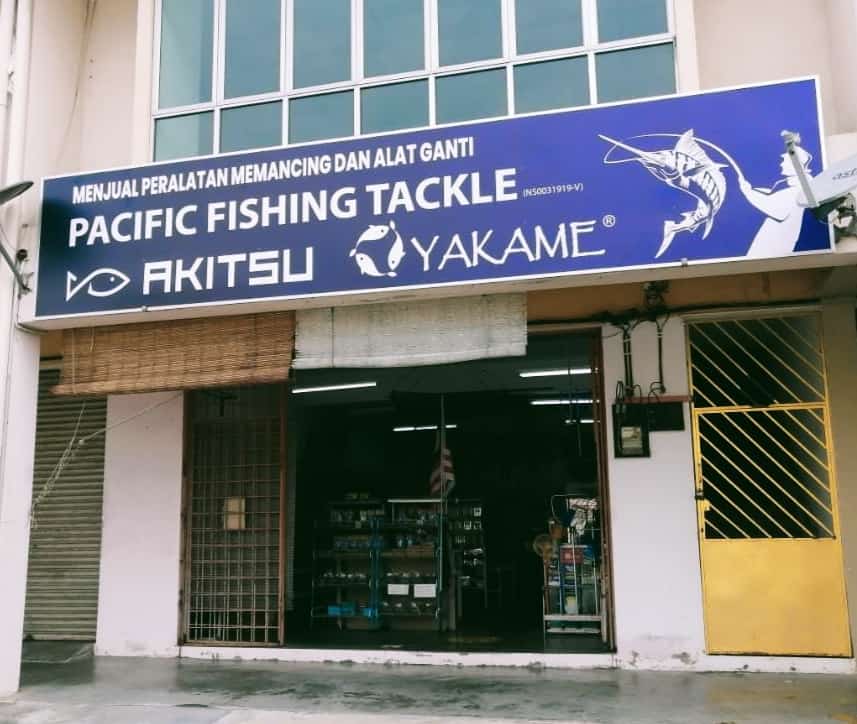 MENJUAL PERALATAN MEMANCING DAN ALAT GANTI
PACIFIC FISHING TACKLE (NS0031919-V)
AKITSU YAKAME®